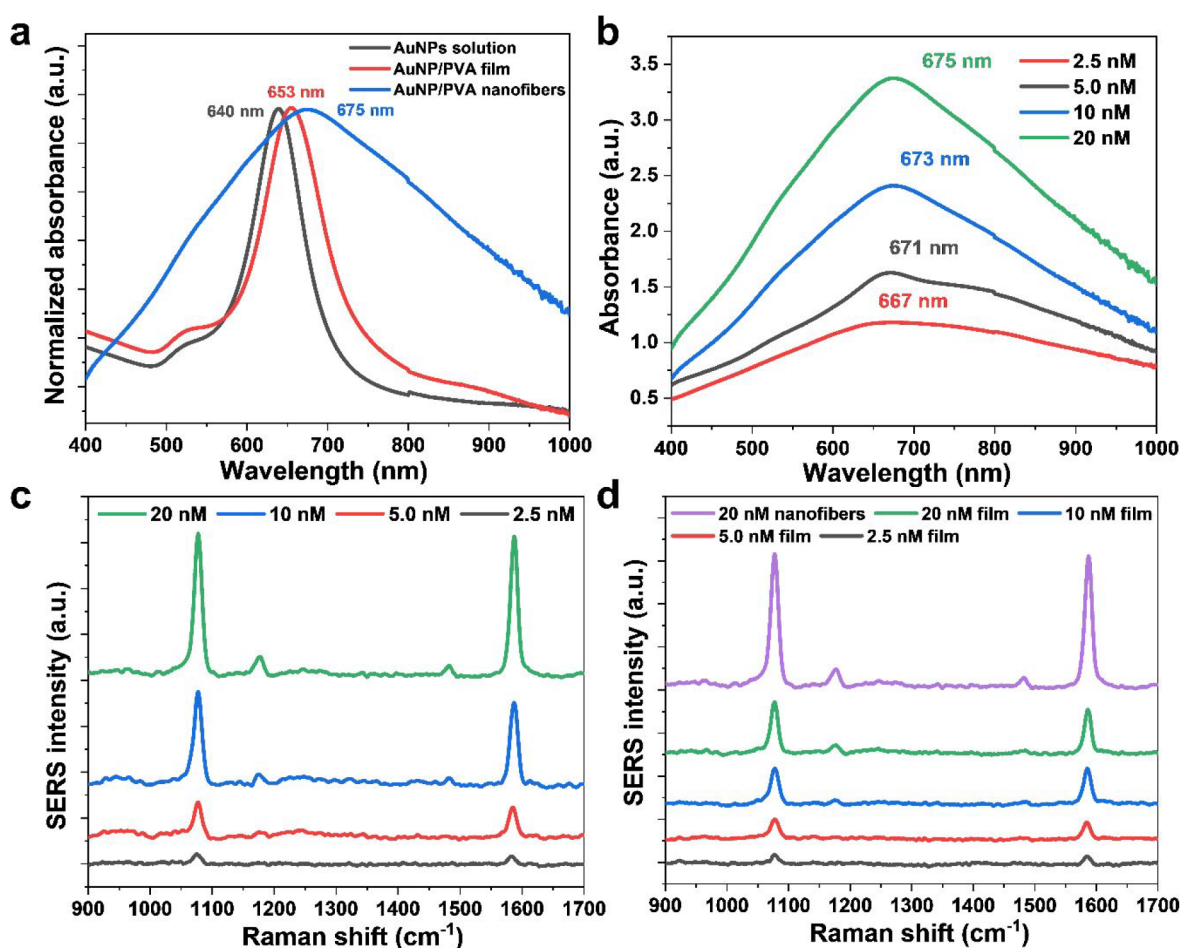 a
Normalized absorbance (a.u.)
AuNPs solution
AuNP/PVA film
AuNP/PVA nanofibers
640 nm
653 nm
675 nm
400 500 600 700 800 900 1000
Wavelength (nm)
b
Absorbance (a.u.)
3.5
3.0
2.5
2.0
1.5
1.0
0.5
675 nm
673 nm
671 nm
667 nm
2.5 nM
5.0 nM
10 nM
20 nM
400 500 600 700 800 900 1000
Wavelength (nm)
c
SERS intensity (a.u.)
20 nM 10 nM 5.0 nM 2.5 nM
900 1000 1100 1200 1300 1400 1500 1600 1700
Raman shift (cm⁻¹)
d
SERS intensity (a.u.)
20 nM nanofibers 20 nM film 10 nM film
5.0 nM film 2.5 nM film
900 1000 1100 1200 1300 1400 1500 1600 1700
Raman shift (cm⁻¹)